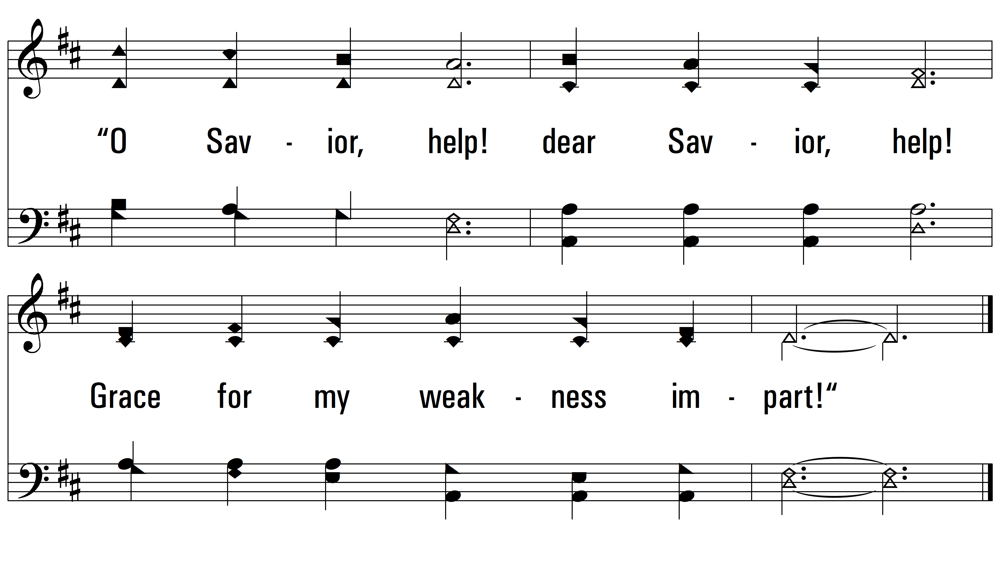 “O Sav - ior, help! dear Sav - ior, help!
Grace for my weak - ness im - part!“